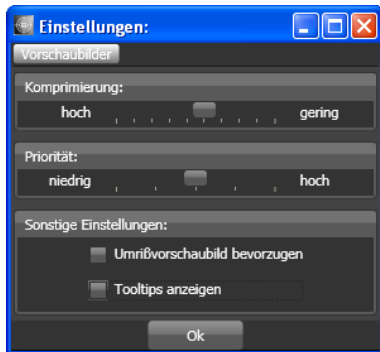 Einstellungen:
Vorschaubilder
Komprimierung:
hoch gering
Priorität:
niedrig hoch
Sonstige Einstellungen:
Umrißvorschaubild bevorzugen
Tooltips anzeigen
Ok